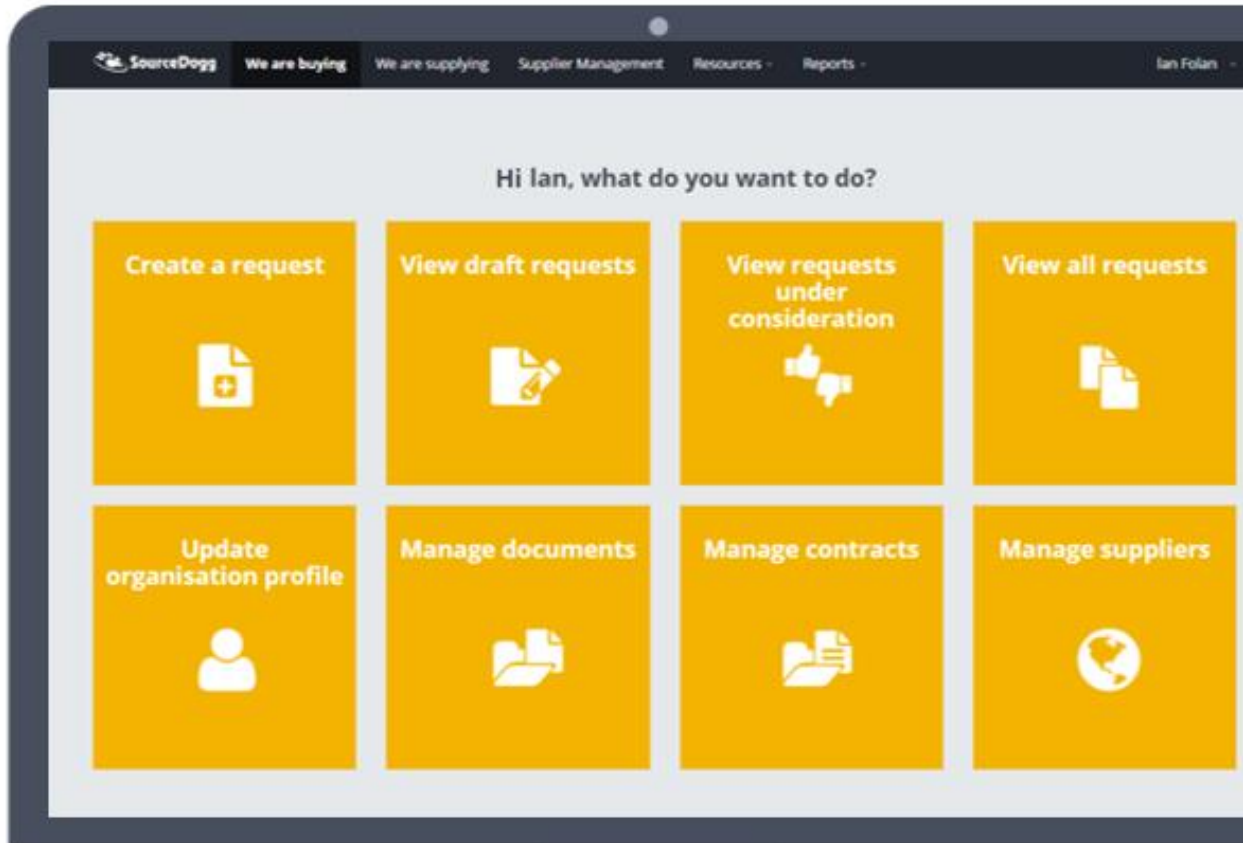 SourceDogg We are buying We are supplying Supplier Management Resources Reports Ian Folan
Hi Ian, what do you want to do?
Create a request
View draft requests
View requests
under
consideration
View all requests
Update
organisation profile
Manage documents
Manage contracts
Manage suppliers